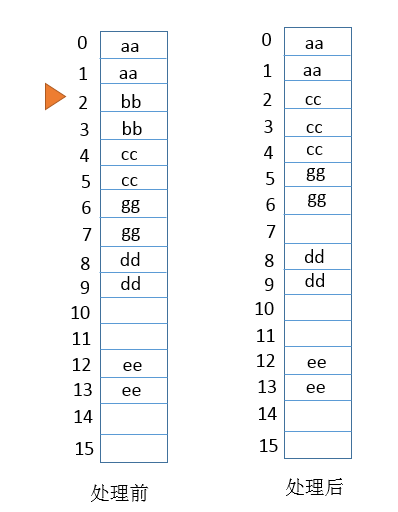 0 aa 0 aa
1 aa 1 aa
2 bb 2 cc
3 bb 3 cc
4 cc 4 cc
5 cc 5 gg
6 gg 6 gg
7 gg 7
8 dd 8 dd
9 dd 9 dd
10 10
11 11
12 ee 12 ee
13 ee 13 ee
14 14
15 15
处理前 处理后